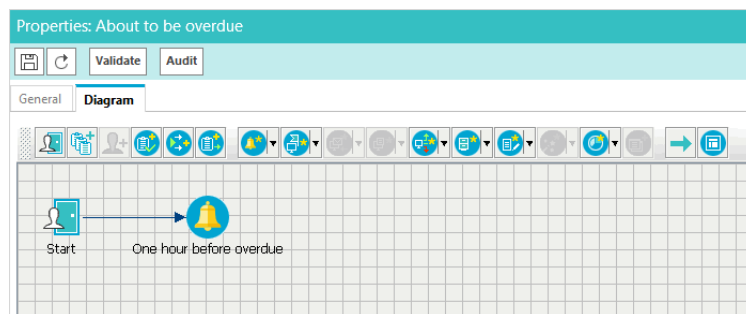 Properties: About to be overdue
Validate Audit
General Diagram
Start One hour before overdue